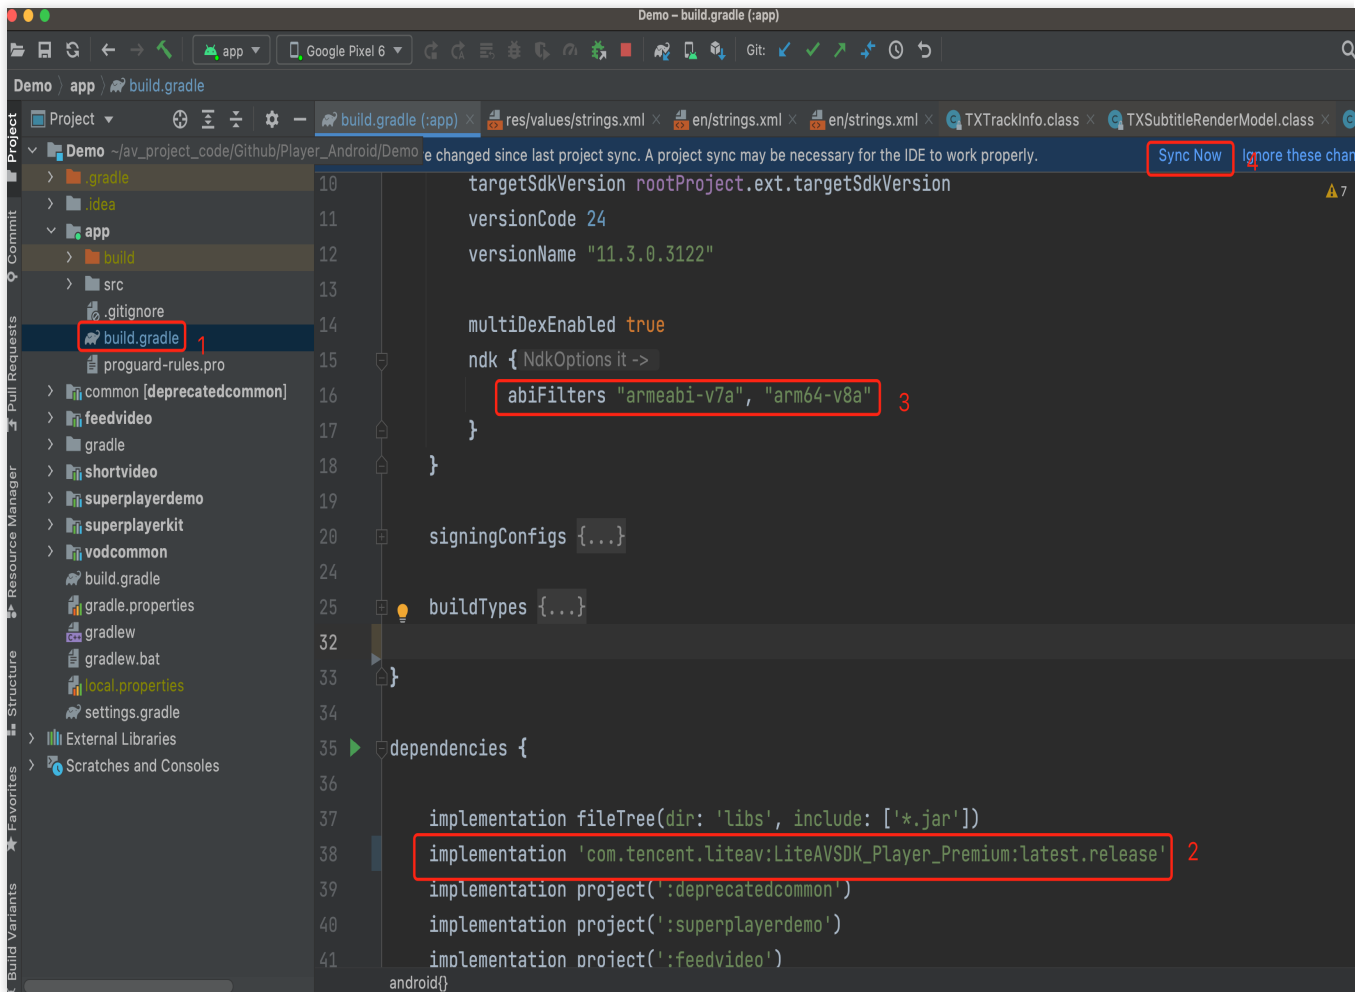 Demo – build.gradle (:app)
app
Google Pixel 6
Git:
Demo
app
build.gradle
Project
build.gradle (:app)
res/values/strings.xml
en/strings.xml
en/strings.xml
TXTrackInfo.class
TXSubtitleRenderModel.class
Demo ~/av_project_code/Github/Player_Android/Demo
e changed since last project sync. A project sync may be necessary for the IDE to work properly.
Sync Now
4
Ignore these chan
7
.gradle
.idea
app
build
src
.gitignore
build.gradle
1
proguard-rules.pro
common [deprecatedcommon]
feedvideo
gradle
shortvideo
superplayerdemo
superplayerkit
vodcommon
build.gradle
gradle.properties
gradlew
gradlew.bat
local.properties
settings.gradle
External Libraries
Scratches and Consoles
Project
Commit
Pull Requests
Resource Manager
Structure
Favorites
Build Variants
10 targetSdkVersion rootProject.ext.targetSdkVersion
11 versionCode 24
12 versionName "11.3.0.3122"
13
14 multiDexEnabled true
15 ndk { NdkOptions it ->
16 abiFilters "armeabi-v7a", "arm64-v8a"
3
17 }
18 }
19
20 signingConfigs {...}
24
25 buildTypes {...}
32
33 }
34
35 dependencies {
36
37 implementation fileTree(dir: 'libs', include: ['*.jar'])
38 implementation 'com.tencent.liteav:LiteAVSDK_Player_Premium:latest.release'
2
39 implementation project(':deprecatedcommon')
40 implementation project(':superplayerdemo')
41 implementation project(':feedvideo')
android{}